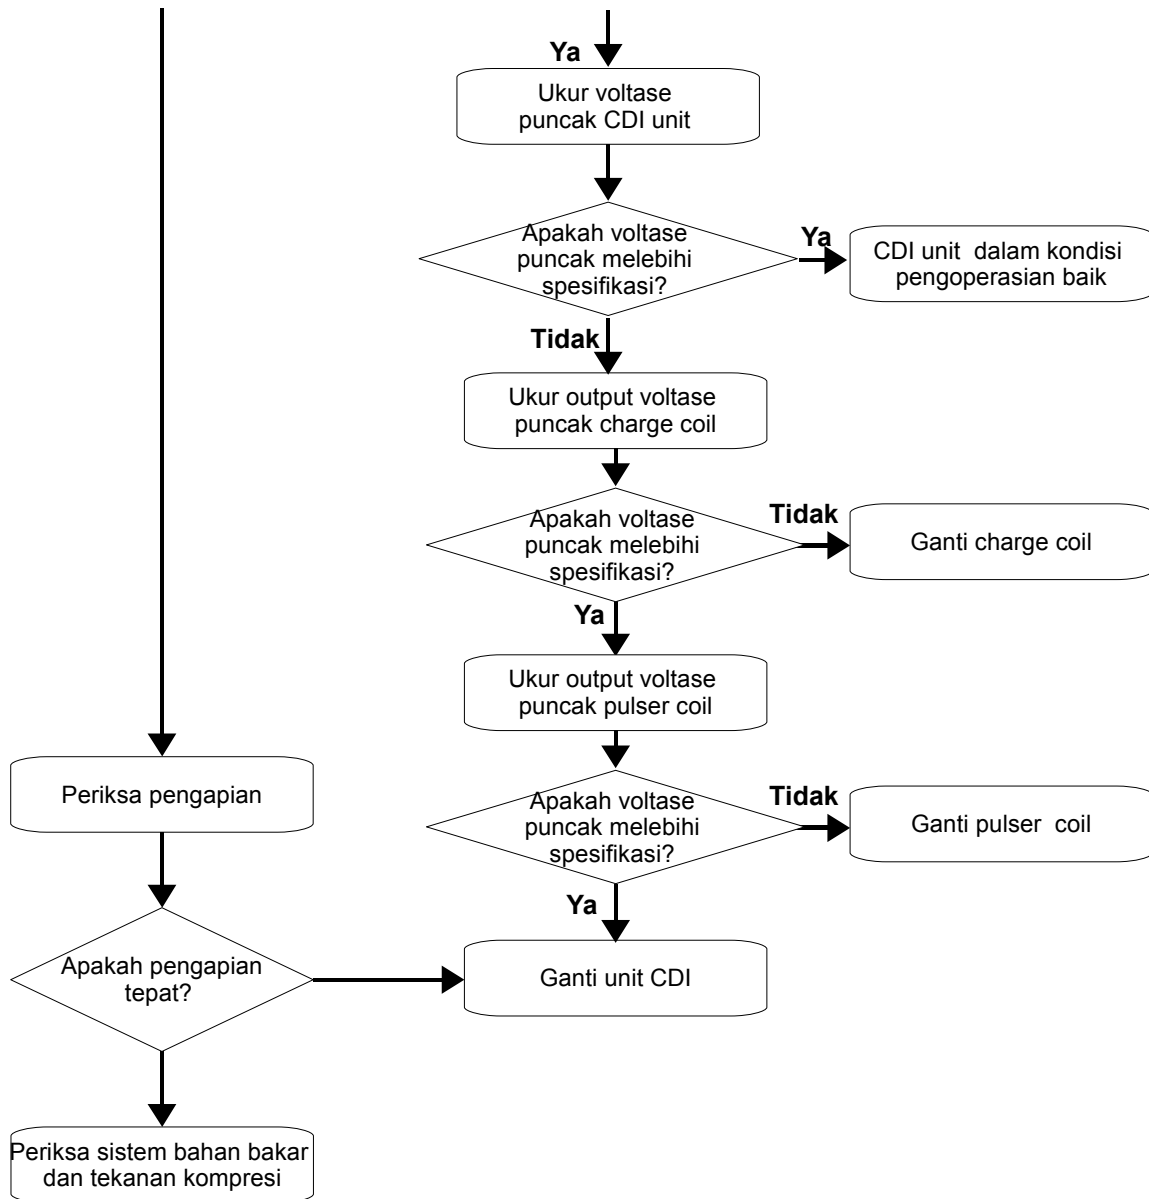 Ya
Ukur voltase
puncak CDI unit
Apakah voltase
puncak melebihi
spesifikasi?
Ya
CDI unit dalam kondisi
pengoperasian baik
Tidak
Ukur output voltase
puncak charge coil
Apakah voltase
puncak melebihi
spesifikasi?
Tidak
Ganti charge coil
Ya
Ukur output voltase
puncak pulser coil
Apakah voltase
puncak melebihi
spesifikasi?
Tidak
Ganti pulser coil
Ya
Ganti unit CDI
Periksa pengapian
Apakah pengapian
tepat?
Periksa sistem bahan bakar
dan tekanan kompresi